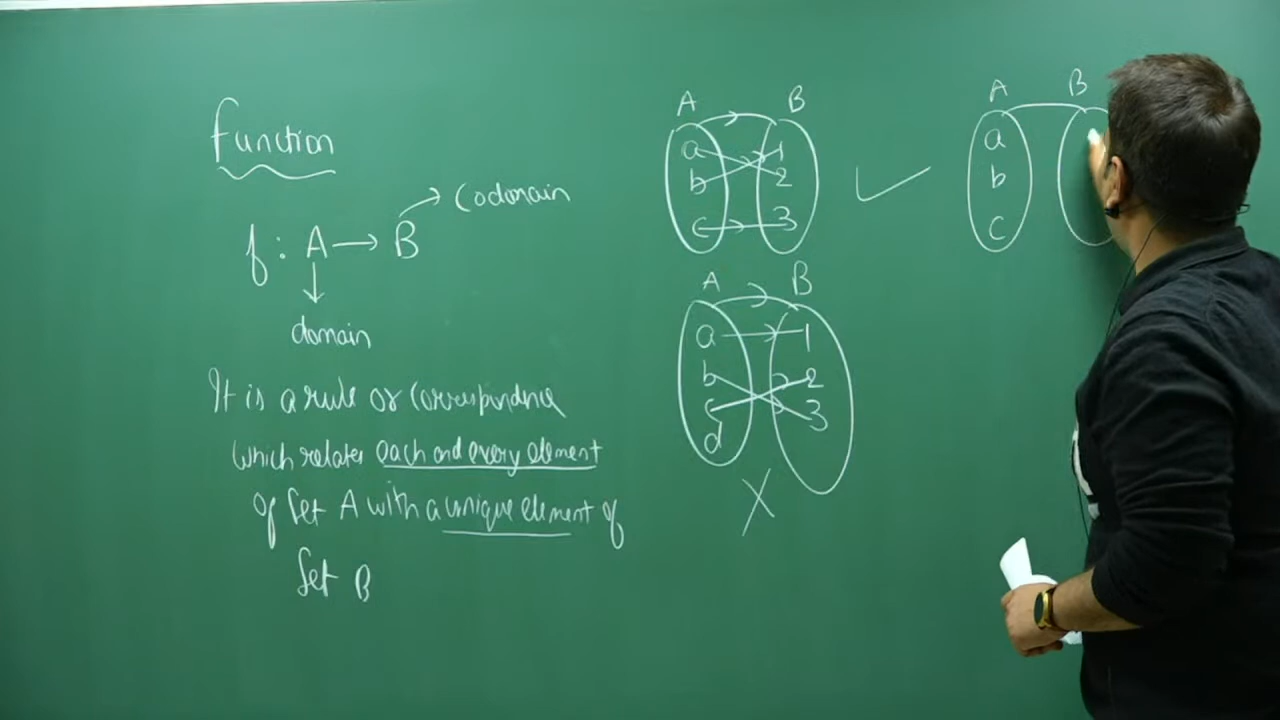 Function
f : A → B → Codomain
↓
domain
It is a rule or Correspondence
which relates each and every element
of Set A with a unique element of
Set B
A B
a 1
b 2
c 3
✓
A B
a 1
b 2
c 3
d
X
A B
a
b
c